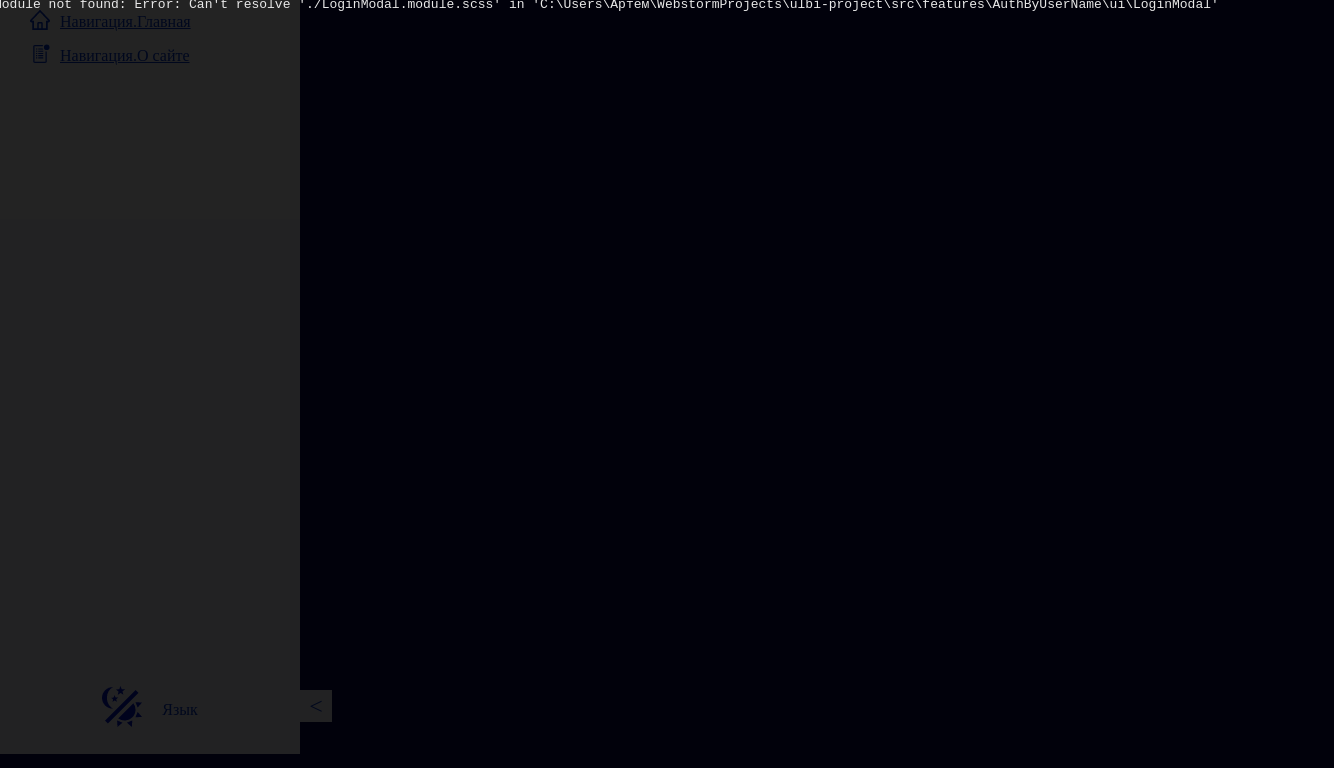 Module not found: Error: Can't resolve './LoginModal.module.scss' in 'C:\Users\Артем\WebstormProjects\ulbi-project\src\features\AuthByUserName\ui\LoginModal'
Навигация.Главная
Навигация.О сайте
Язык
<